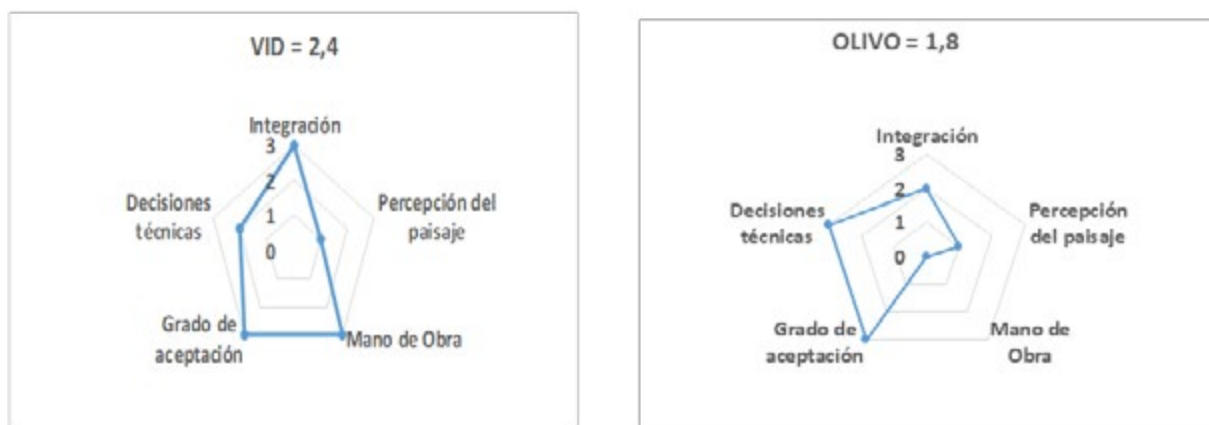 VID = 2,4
Integración
3
2
1
0
Percepción del
paisaje
Mano de Obra
Grado de
aceptación
Decisiones
técnicas
OLIVO = 1,8
Integración
3
2
1
0
Percepción
del paisaje
Mano de
Obra
Grado de
aceptación
Decisiones
técnicas